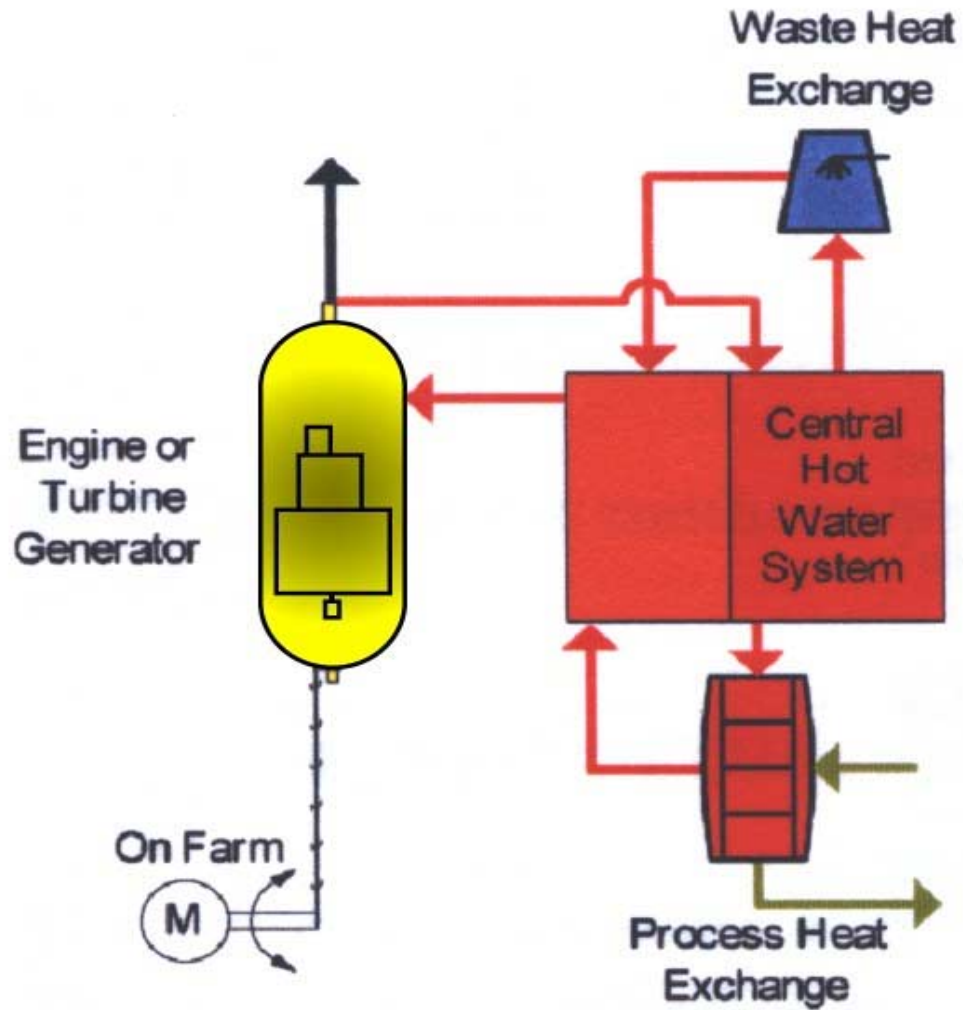 Waste Heat
Exchange
Engine or
Turbine
Generator
Central
Hot
Water
System
On Farm
M
Process Heat
Exchange